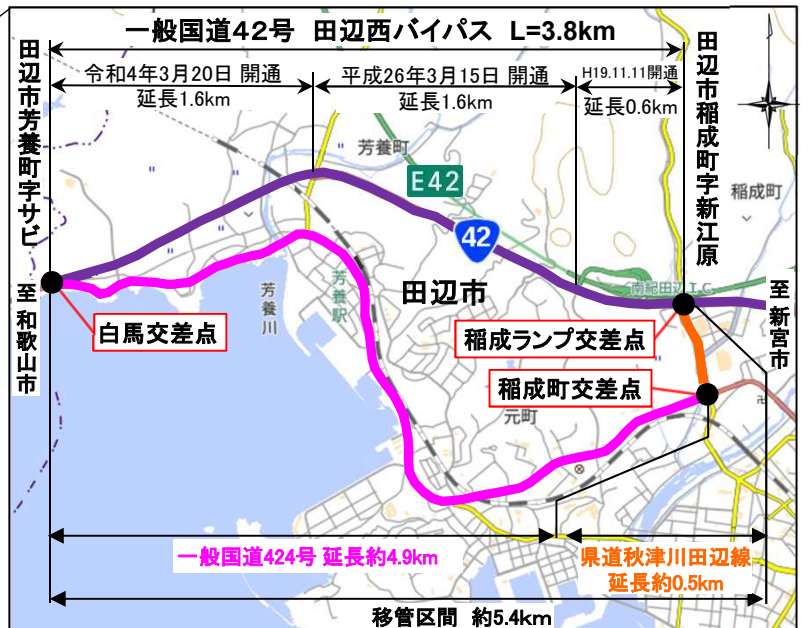 一般国道42号 田辺西バイパス L=3.8km
令和4年3月20日 開通
延長1.6km
平成26年3月15日 開通
延長1.6km
H19.11.11開通
延長0.6km
田辺市芳養町字サビ
田辺市稲成町字新江原
至 和歌山市
至 新宮市
芳養町
E42
稲成町
42
田辺市
南紀田辺I.C.
芳養駅
芳養川
白馬交差点
稲成ランプ交差点
稲成町交差点
元町
一般国道424号 延長約4.9km
県道秋津川田辺線
延長約0.5km
移管区間 約5.4km